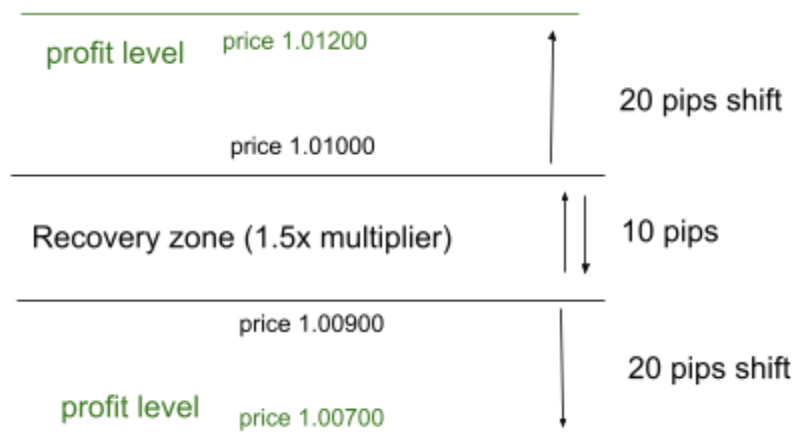 profit level price 1.01200
20 pips shift
price 1.01000
Recovery zone (1.5x multiplier) 10 pips
price 1.00900
20 pips shift
profit level price 1.00700